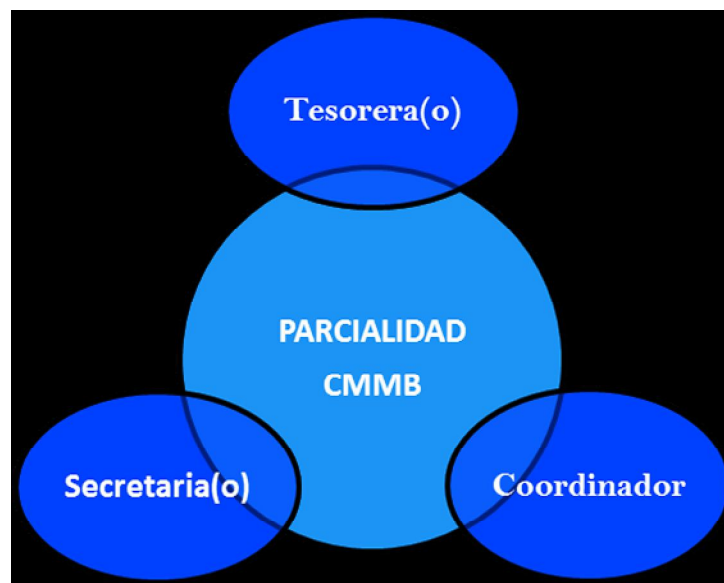 Tesorera(o)
PARCIALIDAD
CMMB
Secretaria(o)
Coordinador